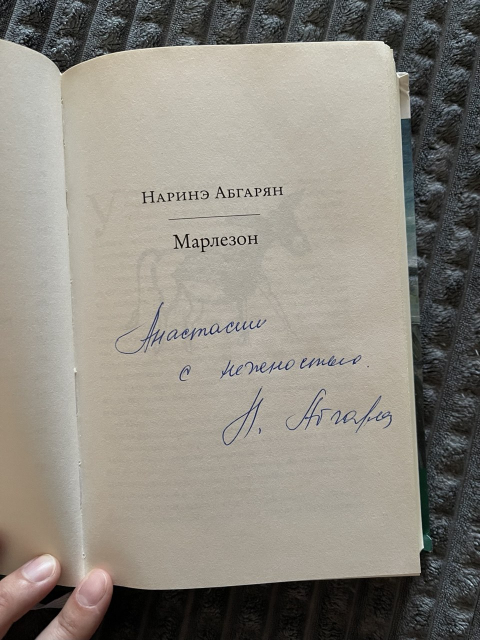 Наринэ Абгарян
Марлезон
Анастасии
с нежностью.
Н. Абгарян